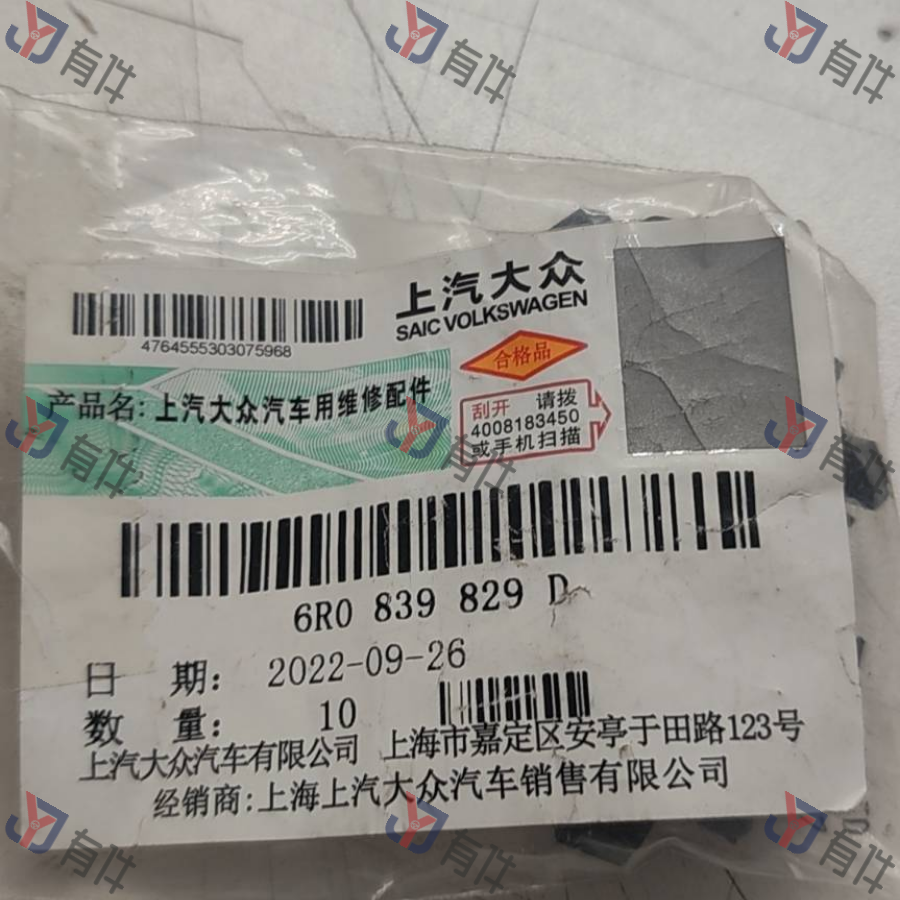 有件 有件 有件
上汽大众
SAIC VOLKSWAGEN
4764555303075968
合格品
产品名: 上汽大众汽车用维修配件
刮开 请拨
4008183450
或手机扫描
有件 有件 有件
6R0 839 829 D
日 期: 2022-09-26
数 量: 10
上汽大众汽车有限公司 上海市嘉定区安亭于田路123号
经销商:上海上汽大众汽车销售有限公司
有件 有件 有件